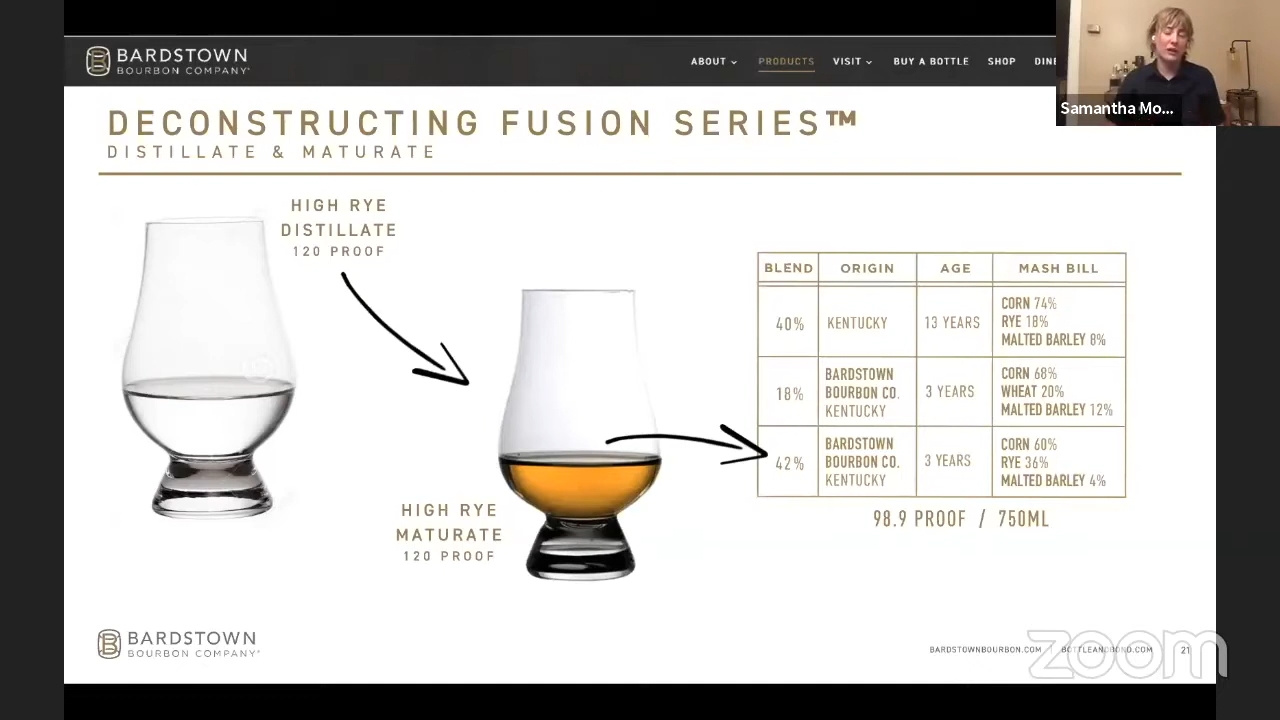 BARDSTOWN
BOURBON COMPANY
ABOUT PRODUCTS VISIT BUY A BOTTLE SHOP DINE
Samantha Mo...
DECONSTRUCTING FUSION SERIES™
DISTILLATE & MATURATE
HIGH RYE
DISTILLATE
120 PROOF
HIGH RYE
MATURATE
120 PROOF
BLEND ORIGIN AGE MASH BILL
40% KENTUCKY 13 YEARS CORN 74%
RYE 18%
MALTED BARLEY 8%
18% BARDSTOWN BOURBON CO. KENTUCKY 3 YEARS CORN 68%
WHEAT 20%
MALTED BARLEY 12%
42% BARDSTOWN BOURBON CO. KENTUCKY 3 YEARS CORN 60%
RYE 36%
MALTED BARLEY 4%
98.9 PROOF / 750ML
BARDSTOWN
BOURBON COMPANY
BARDSTOWNBOURBON.COM | BOTTLEANDBOND.COM 21
zoom